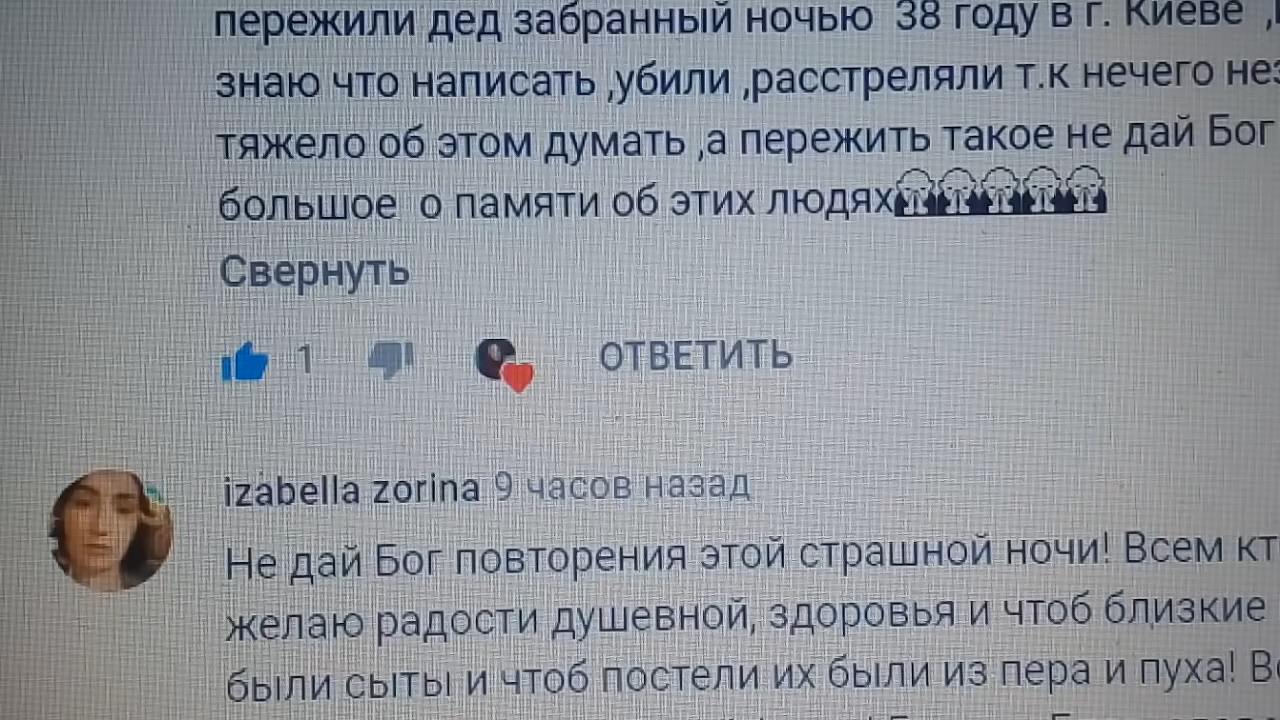 пережили дед забранный ночью 38 году в г. Киеве ,
знаю что написать ,убили ,расстреляли т.к нечего
тяжело об этом думать ,а пережить такое не дай Бог
большое о памяти об этих людях
Свернуть
1 ОТВЕТИТЬ
izabella zorina 9 часов назад
Не дай Бог повторения этой страшной ночи! Всем
желаю радости душевной, здоровья и чтоб близкие
были сыты и чтоб постели их были из пера и пуха!